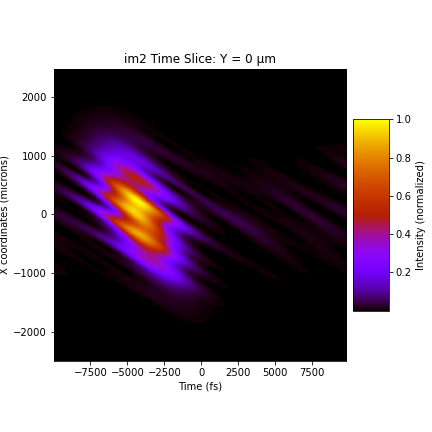 im2 Time Slice: Y = 0 µm
X coordinates (microns)
2000
1000
0
−1000
−2000
−7500 −5000 −2500 0 2500 5000 7500
Time (fs)
1.0
0.8
0.6
0.4
0.2
Intensity (normalized)